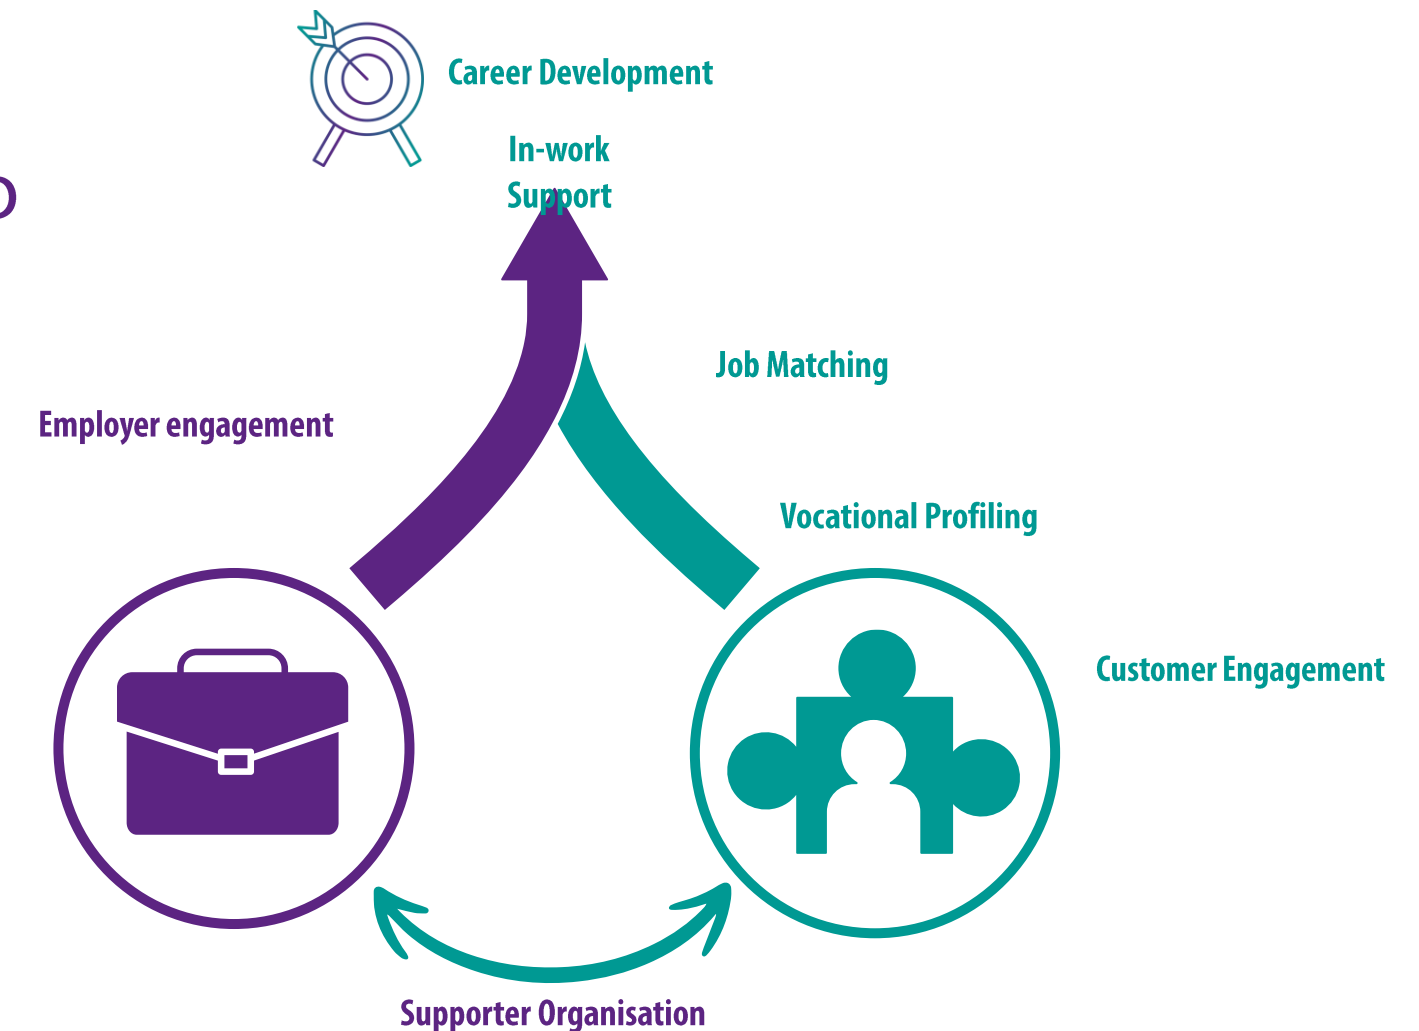 Career Development
In-work
Support
Job Matching
Employer engagement
Vocational Profiling
Customer Engagement
Supporter Organisation